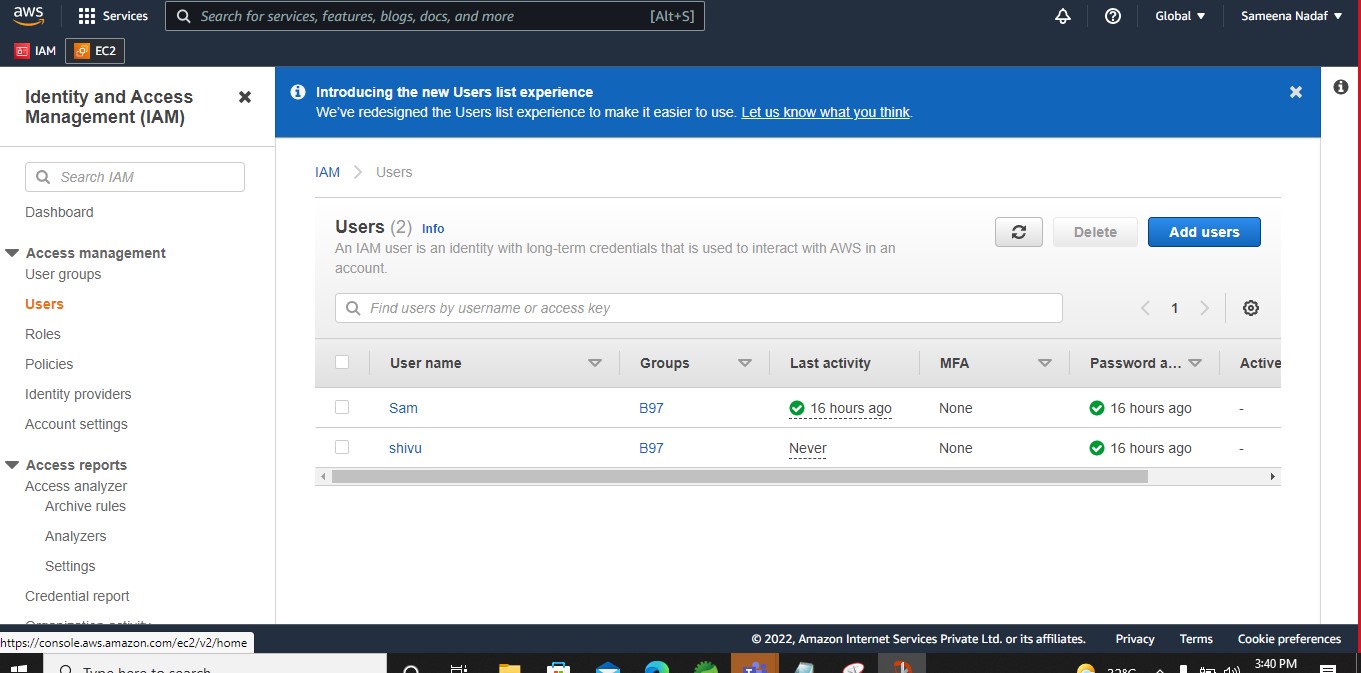 aws
Services
Search for services, features, blogs, docs, and more
[Alt+S]
Global
Sameena Nadaf
IAM
EC2
Identity and Access
Management (IAM)
Search IAM
Dashboard
Access management
User groups
Users
Roles
Policies
Identity providers
Account settings
Access reports
Access analyzer
Archive rules
Analyzers
Settings
Credential report
Organization activity
Introducing the new Users list experience
We've redesigned the Users list experience to make it easier to use. Let us know what you think.
IAM > Users
Users (2) Info
An IAM user is an identity with long-term credentials that is used to interact with AWS in an
account.
Delete
Add users
Find users by username or access key
1
User name Groups Last activity MFA Password a... Active
Sam B97 16 hours ago None 16 hours ago -
shivu B97 Never None 16 hours ago -
https://console.aws.amazon.com/ec2/v2/home
© 2022, Amazon Internet Services Private Ltd. or its affiliates. Privacy Terms Cookie preferences
Type here to search
32°C
3:40 PM